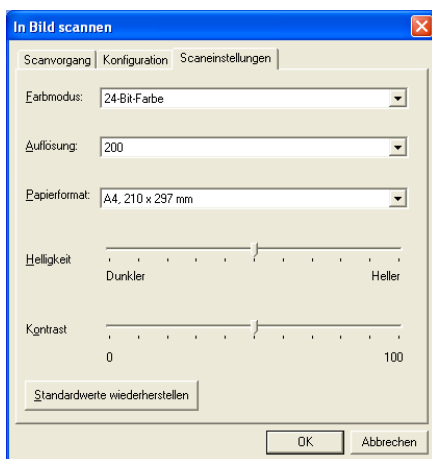 In Bild scannen
Scanvorgang Konfiguration Scaneinstellungen
Farbmodus: 24-Bit-Farbe
Auflösung: 200
Papierformat: A4, 210 x 297 mm
Helligkeit
Dunkler Heller
Kontrast
0 100
Standardwerte wiederherstellen
OK Abbrechen